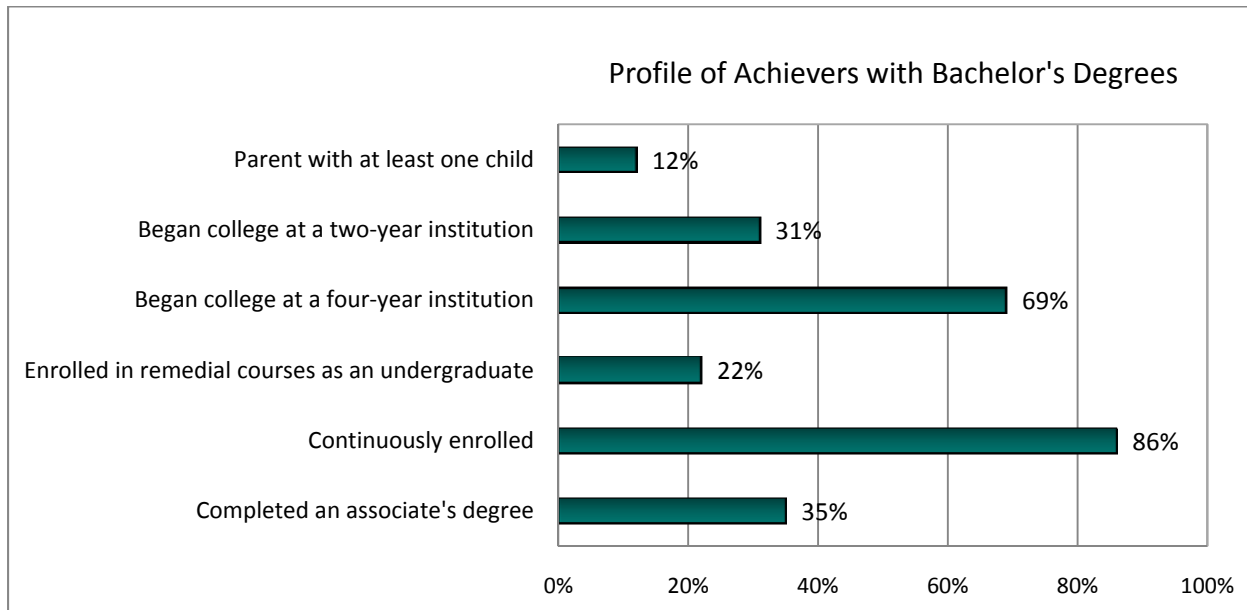 Profile of Achievers with Bachelor's Degrees
Parent with at least one child 12%
Began college at a two-year institution 31%
Began college at a four-year institution 69%
Enrolled in remedial courses as an undergraduate 22%
Continuously enrolled 86%
Completed an associate's degree 35%
0% 20% 40% 60% 80% 100%